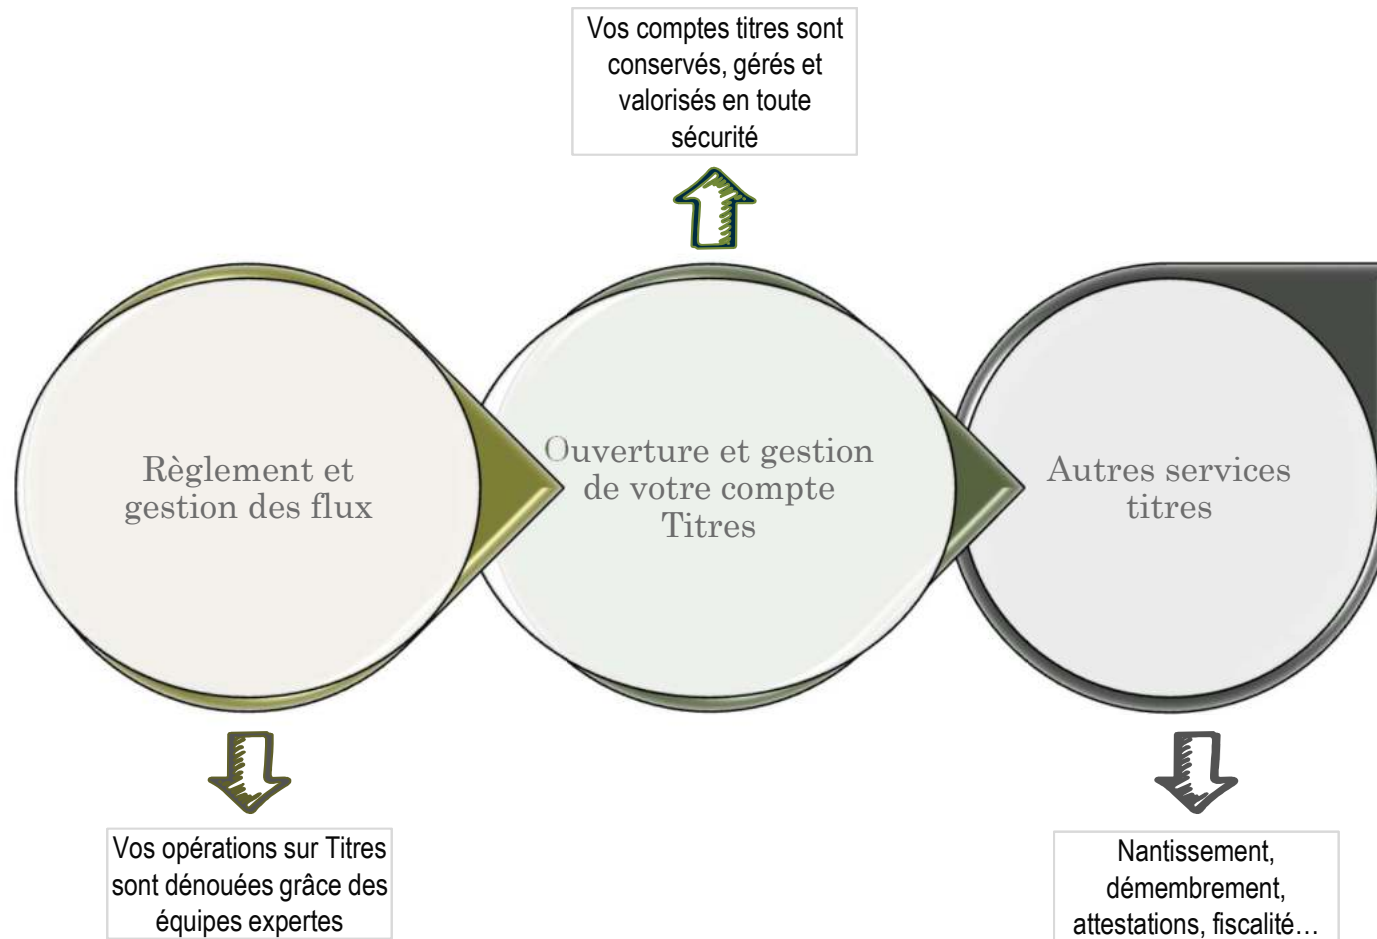 Vos comptes titres sont
conservés, gérés et
valorisés en toute
sécurité
Règlement et
gestion des flux
Ouverture et gestion
de votre compte
Titres
Autres services
titres
Vos opérations sur Titres
sont dénouées grâce des
équipes expertes
Nantissement,
démembrement,
attestations, fiscalité…